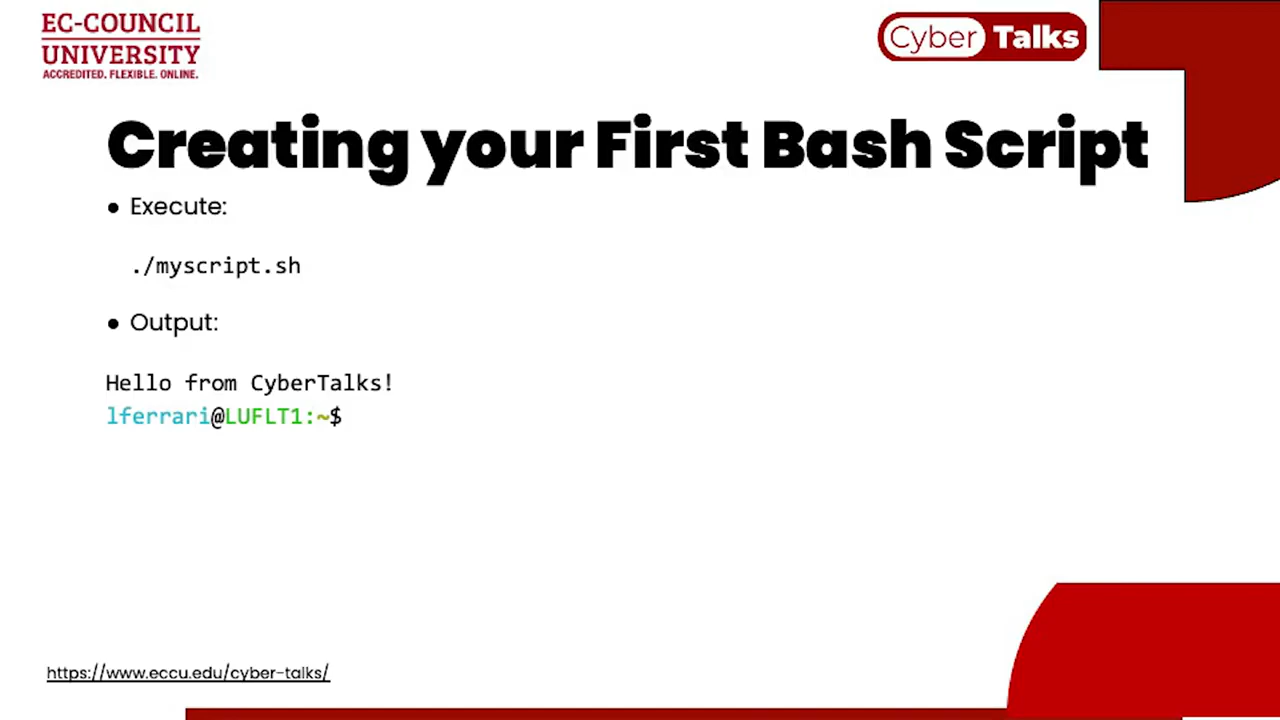 EC-COUNCIL
UNIVERSITY
ACCREDITED. FLEXIBLE. ONLINE.
Cyber Talks
Creating your First Bash Script
● Execute:
./myscript.sh
● Output:
Hello from CyberTalks!
lferrari@LUFLT1:~$
https://www.eccu.edu/cyber-talks/